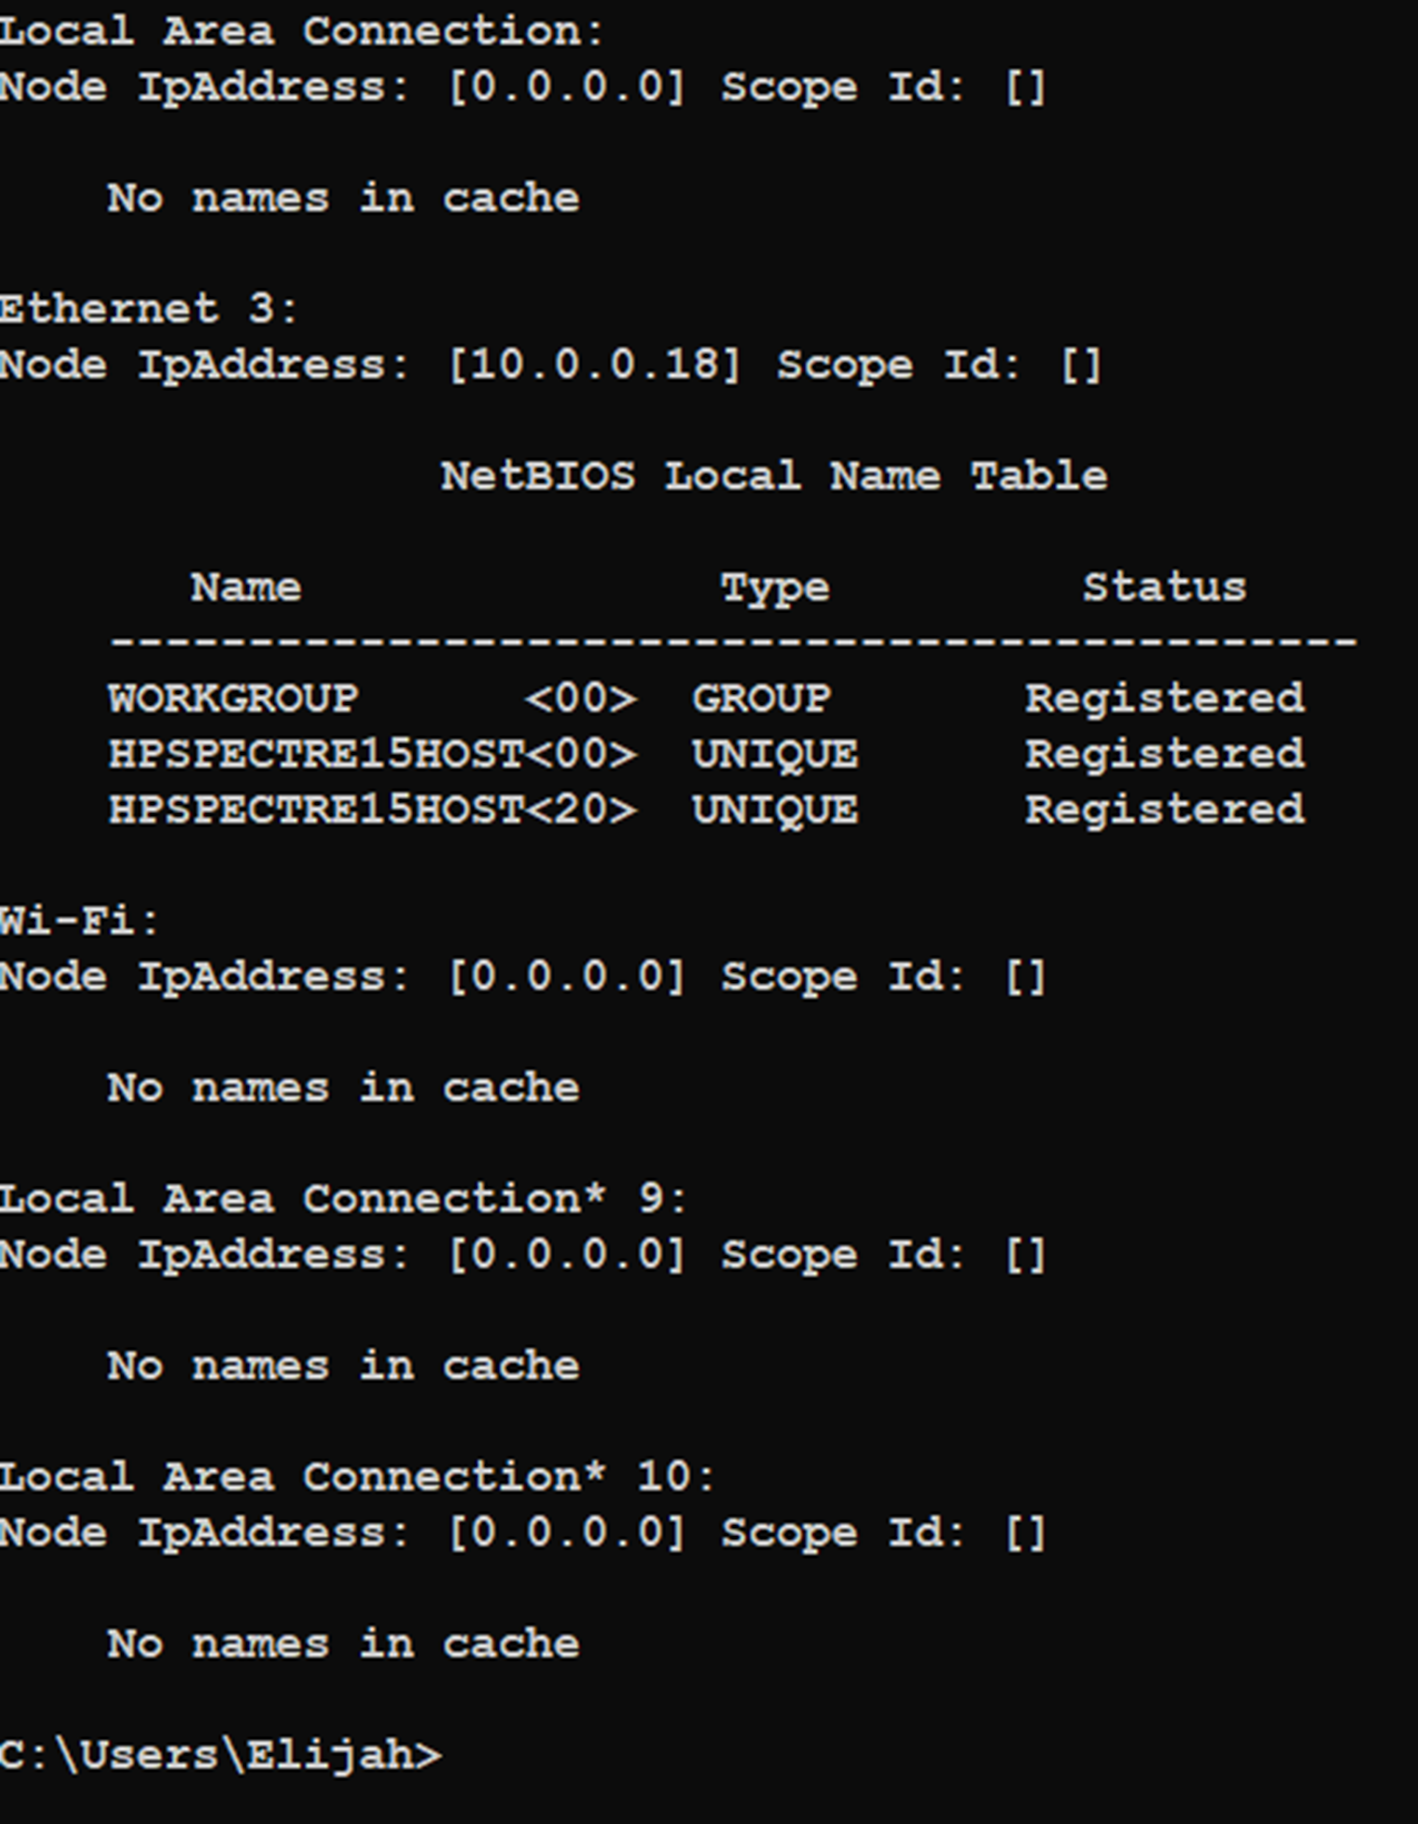 Local Area Connection:
Node IpAddress: [0.0.0.0] Scope Id: []
No names in cache
Ethernet 3:
Node IpAddress: [10.0.0.18] Scope Id: []
NetBIOS Local Name Table
Name Type Status
---------------------------------------------
WORKGROUP <00> GROUP Registered
HPSPECTRE15HOST<00> UNIQUE Registered
HPSPECTRE15HOST<20> UNIQUE Registered
Wi-Fi:
Node IpAddress: [0.0.0.0] Scope Id: []
No names in cache
Local Area Connection* 9:
Node IpAddress: [0.0.0.0] Scope Id: []
No names in cache
Local Area Connection* 10:
Node IpAddress: [0.0.0.0] Scope Id: []
No names in cache
C:\Users\Elijah>